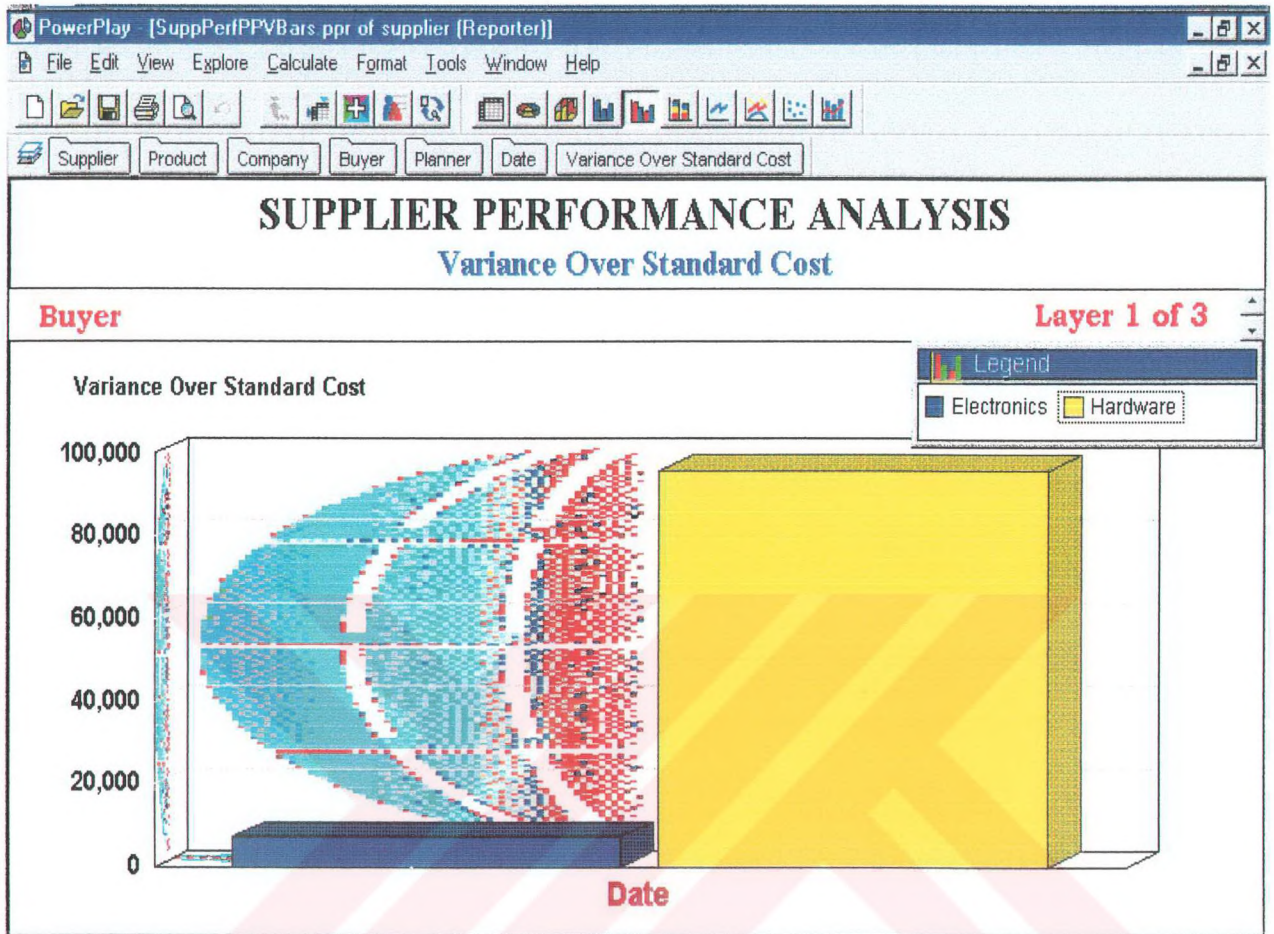 PowerPlay - [SuppPerfPPVBars.ppr of supplier (Reporter)]
File Edit View Explore Calculate Format Tools Window Help
Supplier Product Company Buyer Planner Date Variance Over Standard Cost
SUPPLIER PERFORMANCE ANALYSIS
Variance Over Standard Cost
Buyer Layer 1 of 3
Legend
Electronics Hardware
Variance Over Standard Cost
100,000
80,000
60,000
40,000
20,000
0
Date